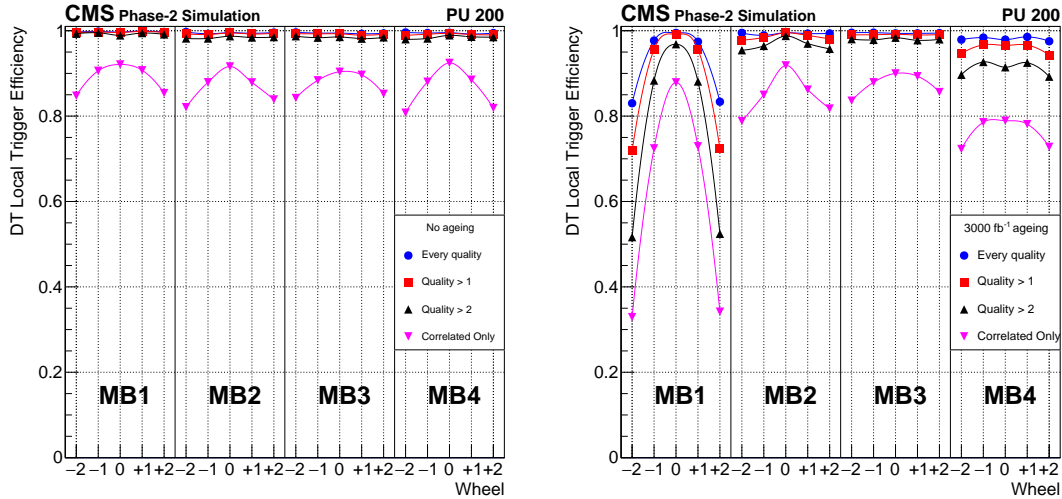 CMS Phase-2 Simulation PU 200
DT Local Trigger Efficiency
1
0.8
0.6
0.4
0.2
0
No ageing
Every quality
Quality > 1
Quality > 2
Correlated Only
MB1 MB2 MB3 MB4
−2 −1 0 +1 +2 −2 −1 0 +1 +2 −2 −1 0 +1 +2 −2 −1 0 +1 +2
Wheel
CMS Phase-2 Simulation PU 200
DT Local Trigger Efficiency
1
0.8
0.6
0.4
0.2
0
3000 fb⁻¹ ageing
Every quality
Quality > 1
Quality > 2
Correlated Only
MB1 MB2 MB3 MB4
−2 −1 0 +1 +2 −2 −1 0 +1 +2 −2 −1 0 +1 +2 −2 −1 0 +1 +2
Wheel